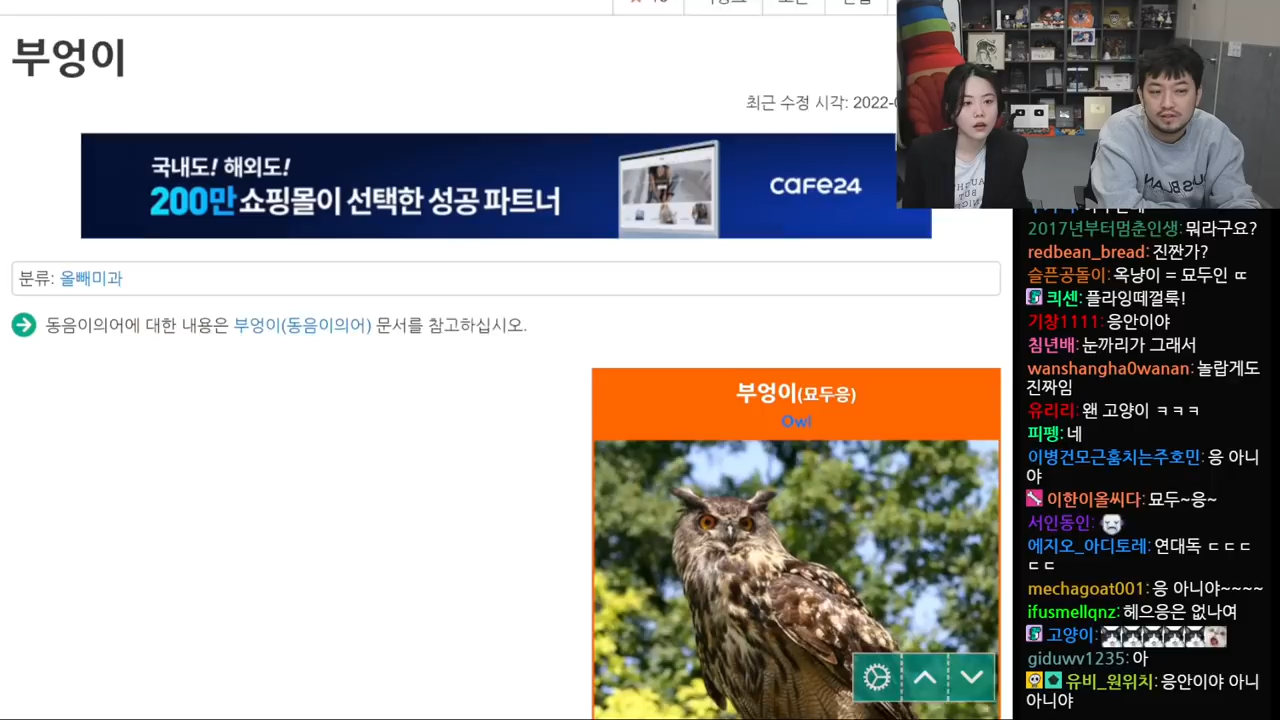 부엉이
최근 수정 시각: 2022-
국내도! 해외도!
200만 쇼핑몰이 선택한 성공 파트너
cafe24
분류: 올빼미과
동음이의어에 대한 내용은 부엉이(동음이의어) 문서를 참고하십시오.
부엉이(묘두응)
Owl
2017년부터멈춘인생: 뭐라구요?
redbean_bread: 진짠가?
슬픈공돌이: 옥냥이 = 묘두인 ㄸ
킈센: 플라잉떼껄룩!
기창1111: 응안이야
침년배: 눈까리가 그래서
wanshangha0wanan: 놀랍게도
진짜임
유리리: 왠 고양이 ㅋㅋㅋ
피펭: 네
이병건모근훔치는주호민: 응 아니
야
이한이올씨다: 묘두~응~
서인동인:
에지오_아디토레: 연대독 ㄷㄷㄷ
ㄷㄷ
mechagoat001: 응 아니야~~~~
ifusmellqnz: 헤으응은 없나여
고양이:
giduwv1235: 아
유비_원위치: 응안이야 아니
아니야